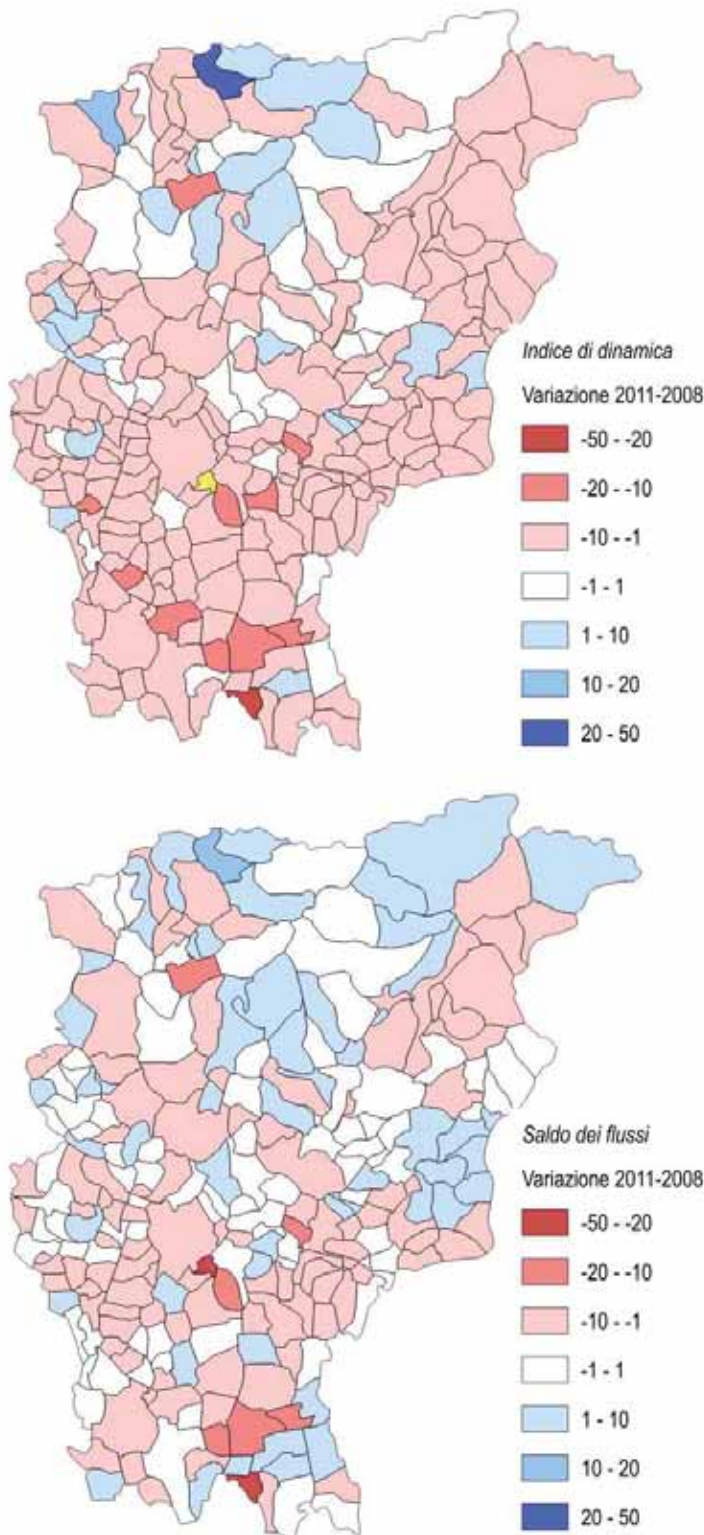 Indice di dinamica
Variazione 2011-2008
-50 - -20
-20 - -10
-10 - -1
-1 - 1
1 - 10
10 - 20
20 - 50
Saldo dei flussi
Variazione 2011-2008
-50 - -20
-20 - -10
-10 - -1
-1 - 1
1 - 10
10 - 20
20 - 50